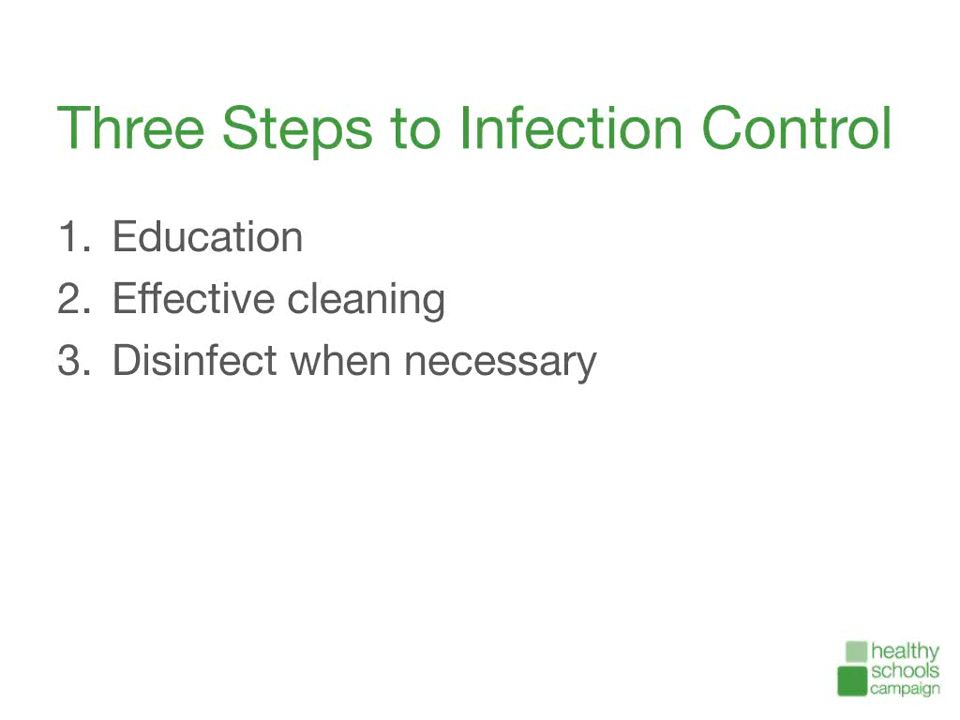 Three Steps to Infection Control
1. Education
2. Effective cleaning
3. Disinfect when necessary
healthy
schools
campaign